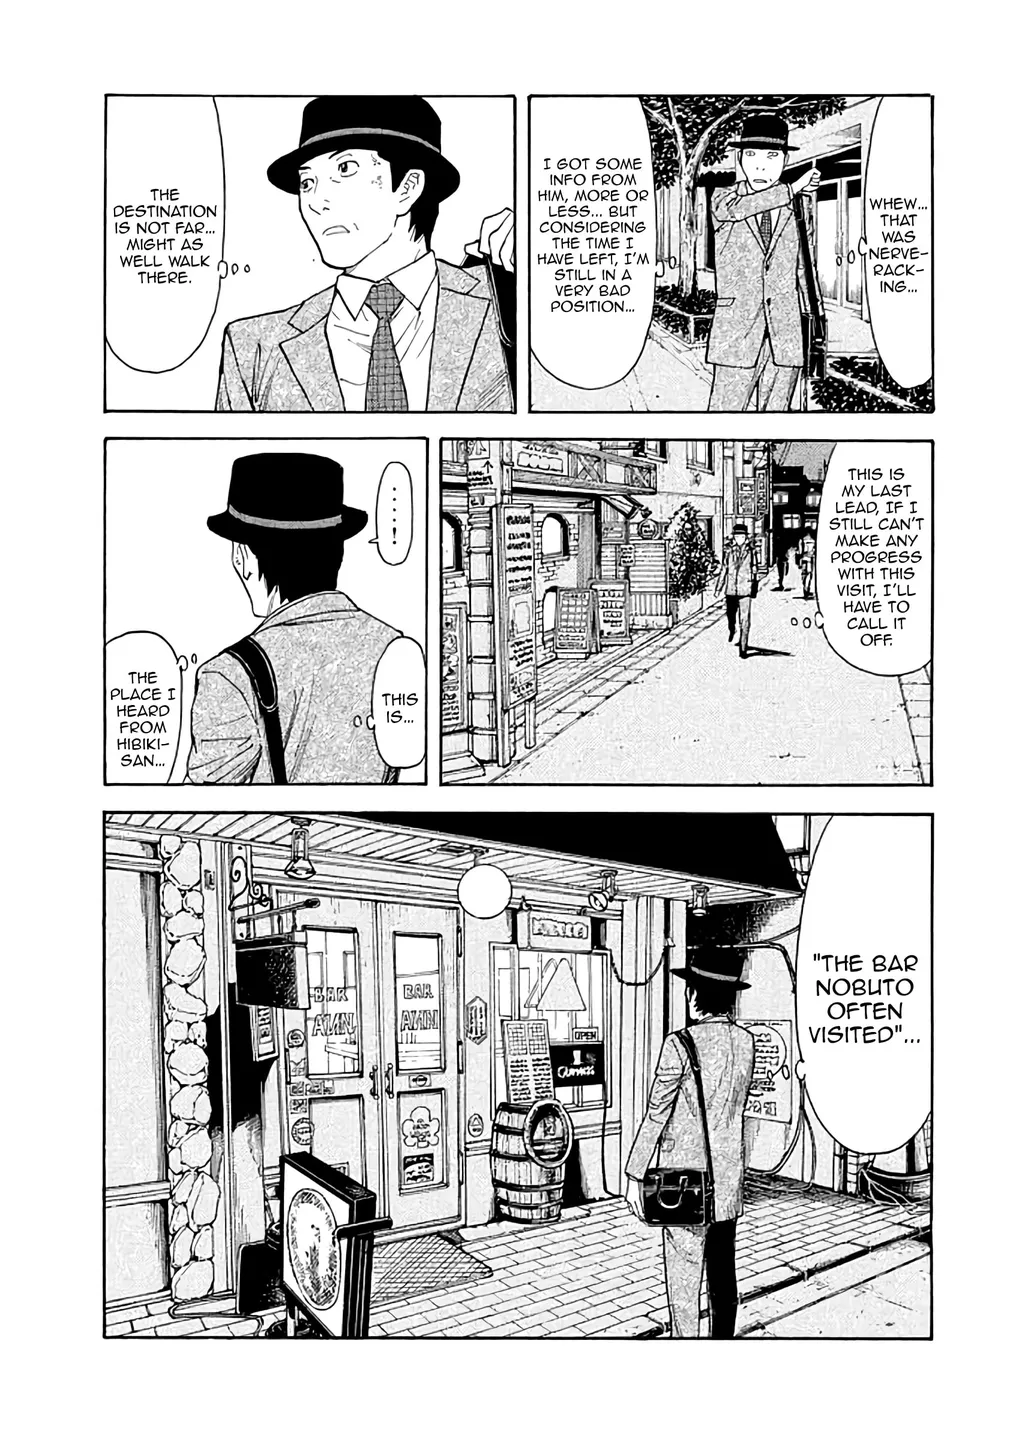 WHEW...
THAT
WAS
NERVE-
RACK-
ING...
I GOT SOME
INFO FROM
HIM, MORE OR
LESS... BUT
CONSIDERING
THE TIME I
HAVE LEFT, I'M
STILL IN A
VERY BAD
POSITION...
THE
DESTINATION
IS NOT FAR...
MIGHT AS
WELL WALK
THERE.
THIS IS
MY LAST
LEAD, IF I
STILL CAN'T
MAKE ANY
PROGRESS
WITH THIS
VISIT, I'LL
HAVE TO
CALL IT
OFF.
....!
THIS
IS...
THE
PLACE I
HEARD
FROM
HIBIKI-
SAN...
"THE BAR
NOBUTO
OFTEN
VISITED"...
BAR
BAR
OPEN